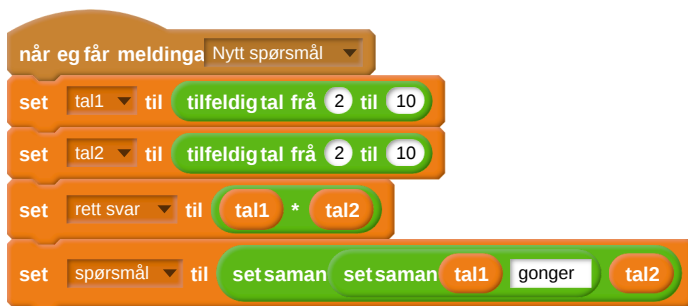 når eg får meldinga Nytt spørsmål
set tal1 til tilfeldig tal frå 2 til 10
set tal2 til tilfeldig tal frå 2 til 10
set rett svar til tal1 * tal2
set spørsmål til set saman set saman tal1 gonger tal2